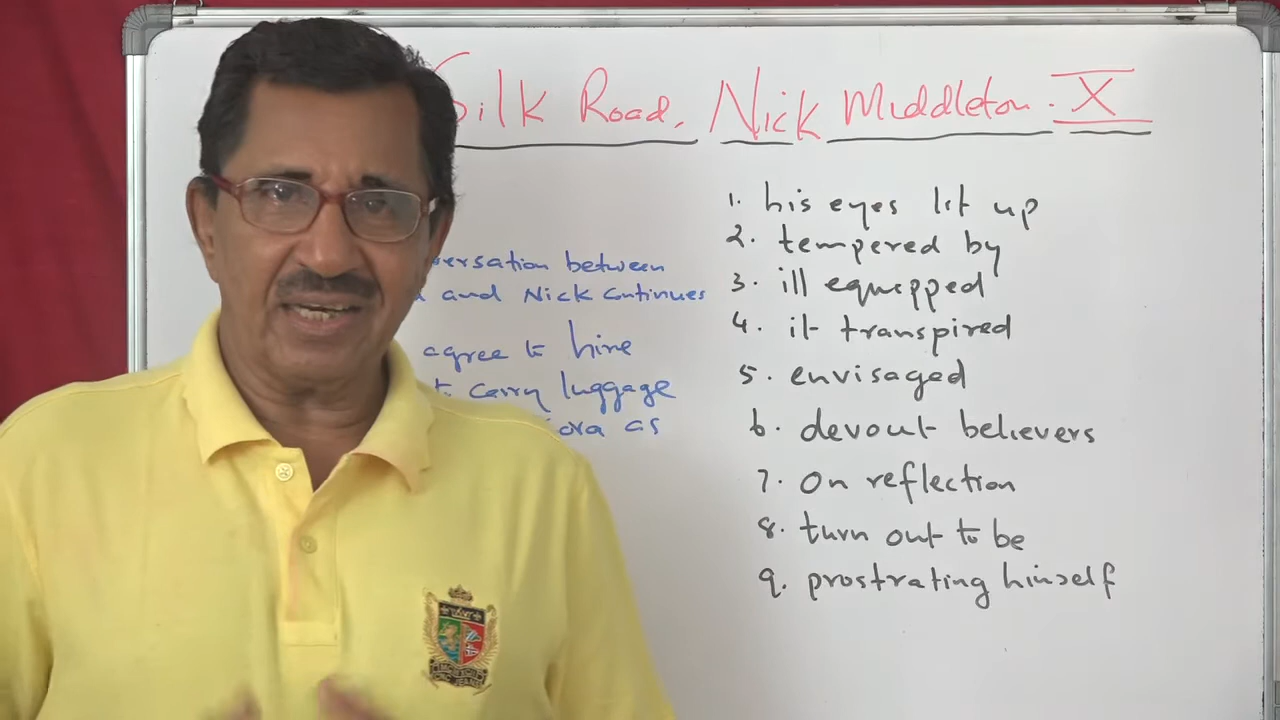 Silk Road, Nick Middleton. X
between
and Nick Continues
agree to hire
carry luggage
as
1. his eyes lit up
2. tempered by
3. ill equipped
4. it transpired
5. envisaged
6. devout believers
7. on reflection
8. turn out to be
9. prostrating himself